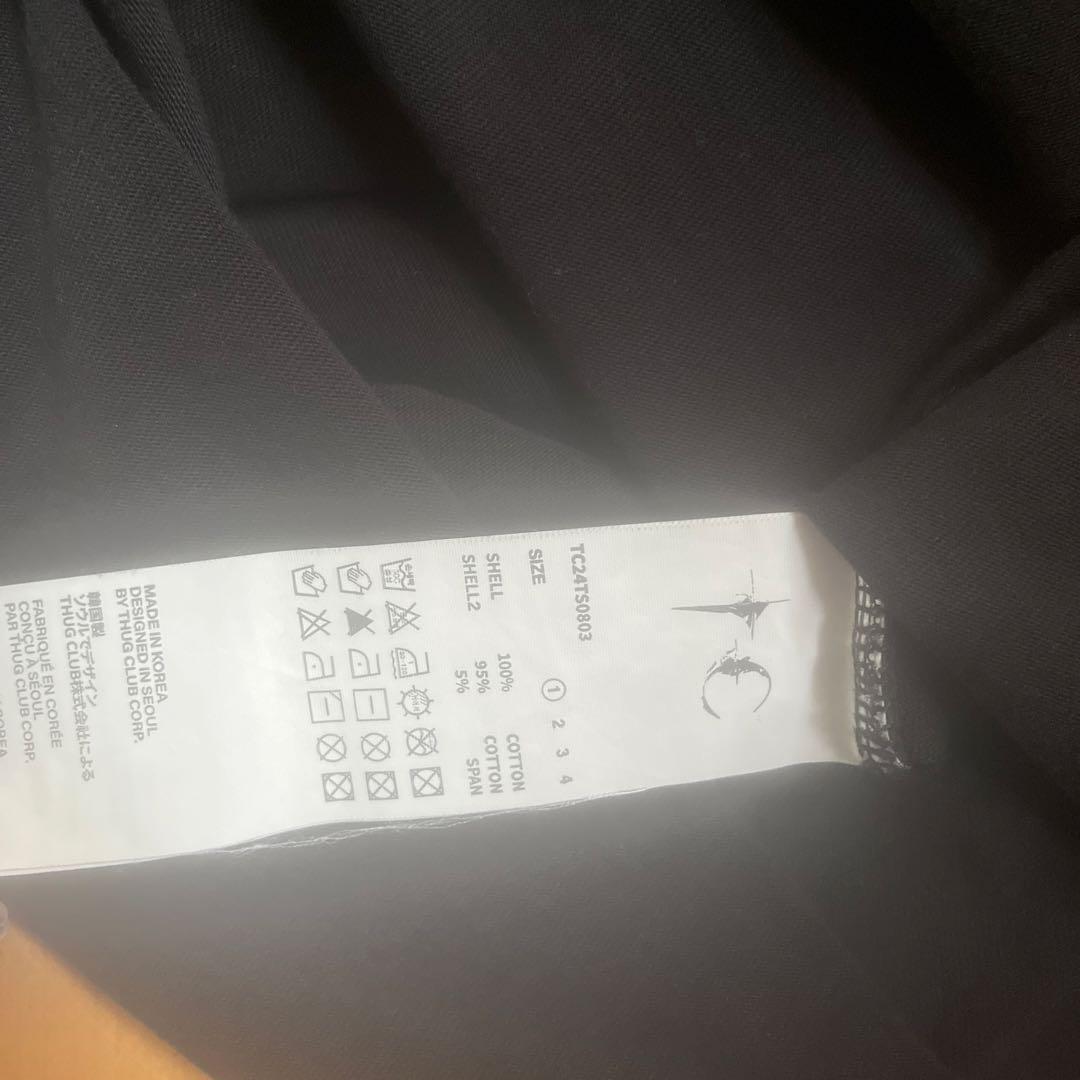 TC24TS0803
SIZE ① 2 3 4
SHELL 100% COTTON
SHELL2 95% COTTON
5% SPAN
MADE IN KOREA
DESIGNED IN SEOUL
BY THUG CLUB CORP.
韓国製
ソウルでデザイン
THUG CLUB株式会社による
FABRIQUÉ EN CORÉE
CONÇU À SÉOUL
PAR THUG CLUB CORP.